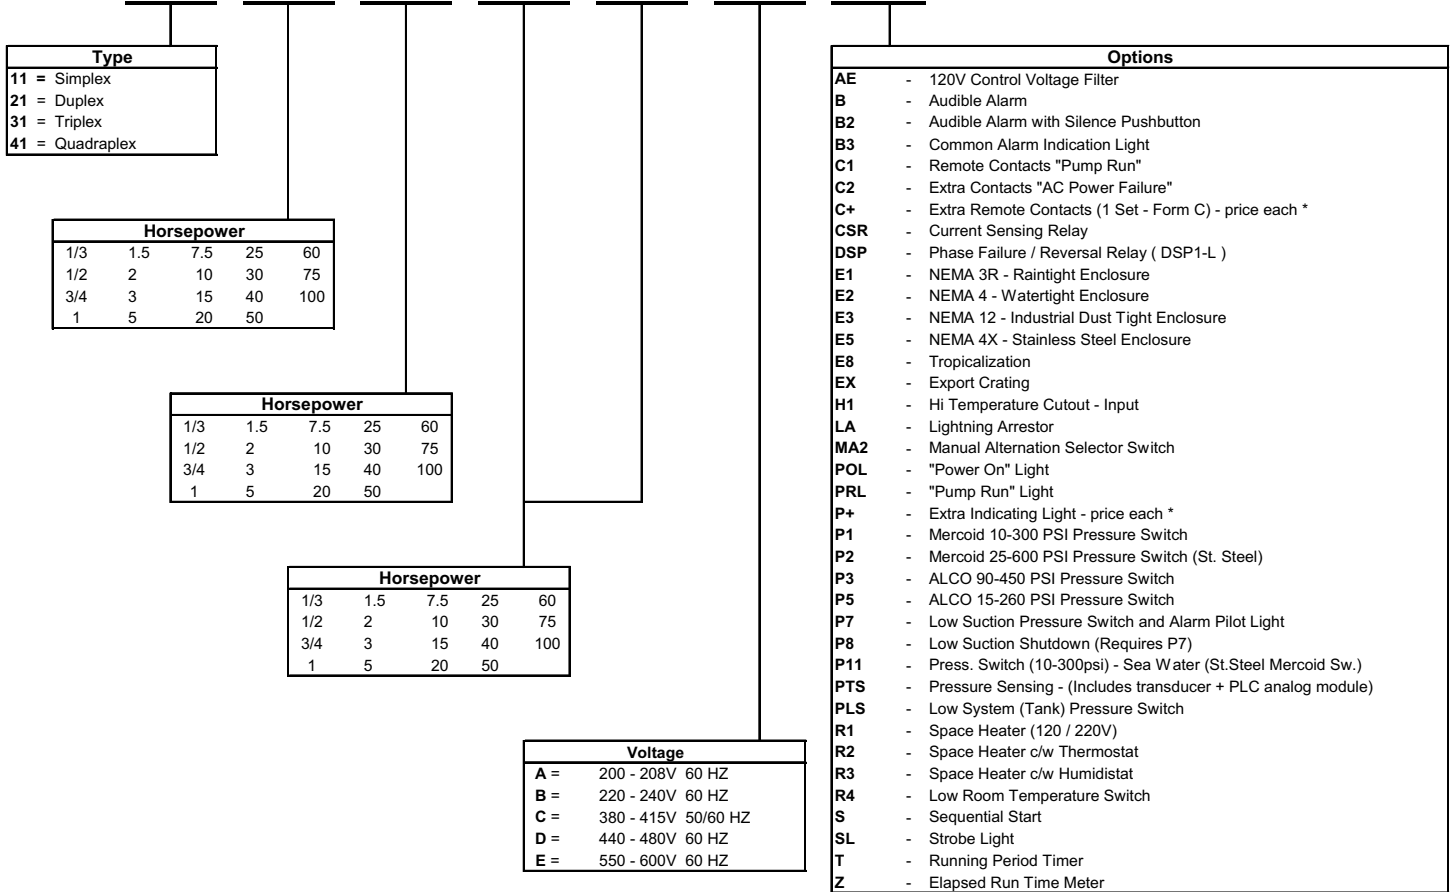 Type
11 = Simplex
21 = Duplex
31 = Triplex
41 = Quadraplex
Horsepower
1/3 1.5 7.5 25 60
1/2 2 10 30 75
3/4 3 15 40 100
1 5 20 50
Horsepower
1/3 1.5 7.5 25 60
1/2 2 10 30 75
3/4 3 15 40 100
1 5 20 50
Horsepower
1/3 1.5 7.5 25 60
1/2 2 10 30 75
3/4 3 15 40 100
1 5 20 50
Voltage
A = 200 - 208V 60 HZ
B = 220 - 240V 60 HZ
C = 380 - 415V 50/60 HZ
D = 440 - 480V 60 HZ
E = 550 - 600V 60 HZ
Options
AE - 120V Control Voltage Filter
B - Audible Alarm
B2 - Audible Alarm with Silence Pushbutton
B3 - Common Alarm Indication Light
C1 - Remote Contacts "Pump Run"
C2 - Extra Contacts "AC Power Failure"
C+ - Extra Remote Contacts (1 Set - Form C) - price each *
CSR - Current Sensing Relay
DSP - Phase Failure / Reversal Relay ( DSP1-L )
E1 - NEMA 3R - Raintight Enclosure
E2 - NEMA 4 - Watertight Enclosure
E3 - NEMA 12 - Industrial Dust Tight Enclosure
E5 - NEMA 4X - Stainless Steel Enclosure
E8 - Tropicalization
EX - Export Crating
H1 - Hi Temperature Cutout - Input
LA - Lightning Arrestor
MA2 - Manual Alternation Selector Switch
POL - "Power On" Light
PRL - "Pump Run" Light
P+ - Extra Indicating Light - price each *
P1 - Mercoid 10-300 PSI Pressure Switch
P2 - Mercoid 25-600 PSI Pressure Switch (St. Steel)
P3 - ALCO 90-450 PSI Pressure Switch
P5 - ALCO 15-260 PSI Pressure Switch
P7 - Low Suction Pressure Switch and Alarm Pilot Light
P8 - Low Suction Shutdown (Requires P7)
P11 - Press. Switch (10-300psi) - Sea Water (St.Steel Mercoid Sw.)
PTS - Pressure Sensing - (Includes transducer + PLC analog module)
PLS - Low System (Tank) Pressure Switch
R1 - Space Heater (120 / 220V)
R2 - Space Heater c/w Thermostat
R3 - Space Heater c/w Humidistat
R4 - Low Room Temperature Switch
S - Sequential Start
SL - Strobe Light
T - Running Period Timer
Z - Elapsed Run Time Meter